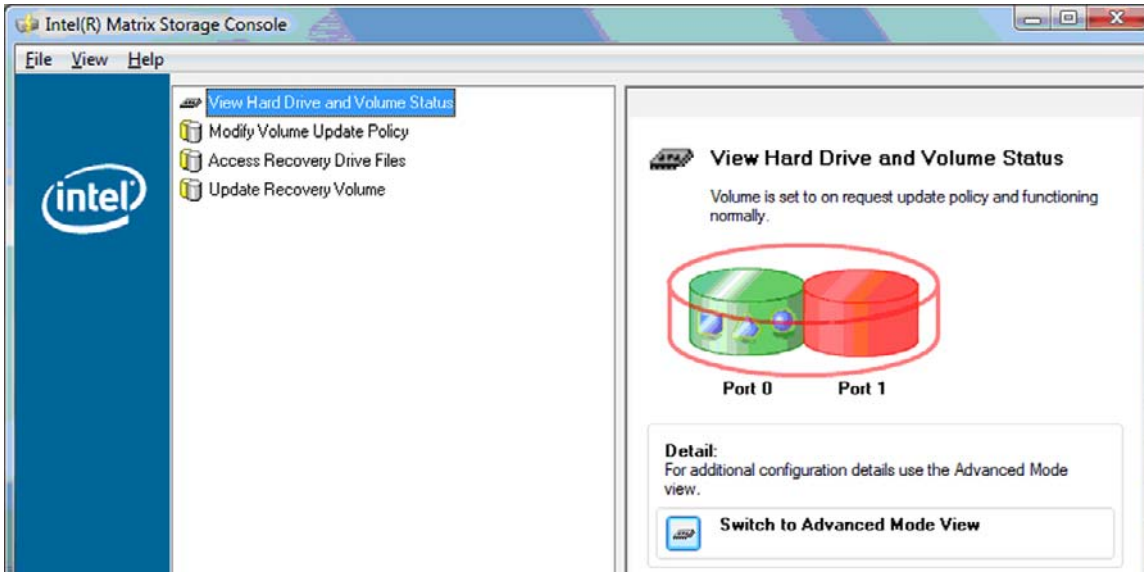 Intel(R) Matrix Storage Console
File View Help
intel
View Hard Drive and Volume Status
Modify Volume Update Policy
Access Recovery Drive Files
Update Recovery Volume
View Hard Drive and Volume Status
Volume is set to on request update policy and functioning
normally.
Port 0 Port 1
Detail:
For additional configuration details use the Advanced Mode
view.
Switch to Advanced Mode View